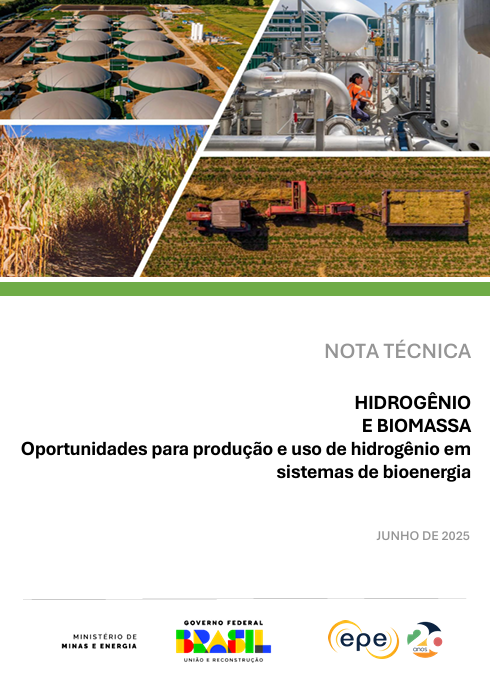 NOTA TÉCNICA
HIDROGÊNIO
E BIOMASSA
Oportunidades para produção e uso de hidrogênio em
sistemas de bioenergia
JUNHO DE 2025
MINISTÉRIO DE
MINAS E ENERGIA
GOVERNO FEDERAL
BRASIL
UNIÃO E RECONSTRUÇÃO
epe
20
anos